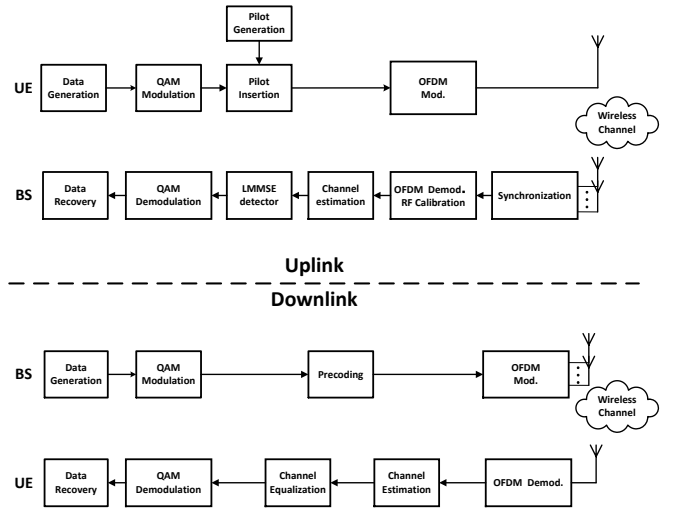 Pilot
Generation
UE
Data
Generation
QAM
Modulation
Pilot
Insertion
OFDM
Mod.
Wireless
Channel
BS
Data
Recovery
QAM
Demodulation
LMMSE
detector
Channel
estimation
OFDM Demod.
RF Calibration
Synchronization
Uplink
Downlink
BS
Data
Generation
QAM
Modulation
Precoding
OFDM
Mod.
Wireless
Channel
UE
Data
Recovery
QAM
Demodulation
Channel
Equalization
Channel
Estimation
OFDM Demod.